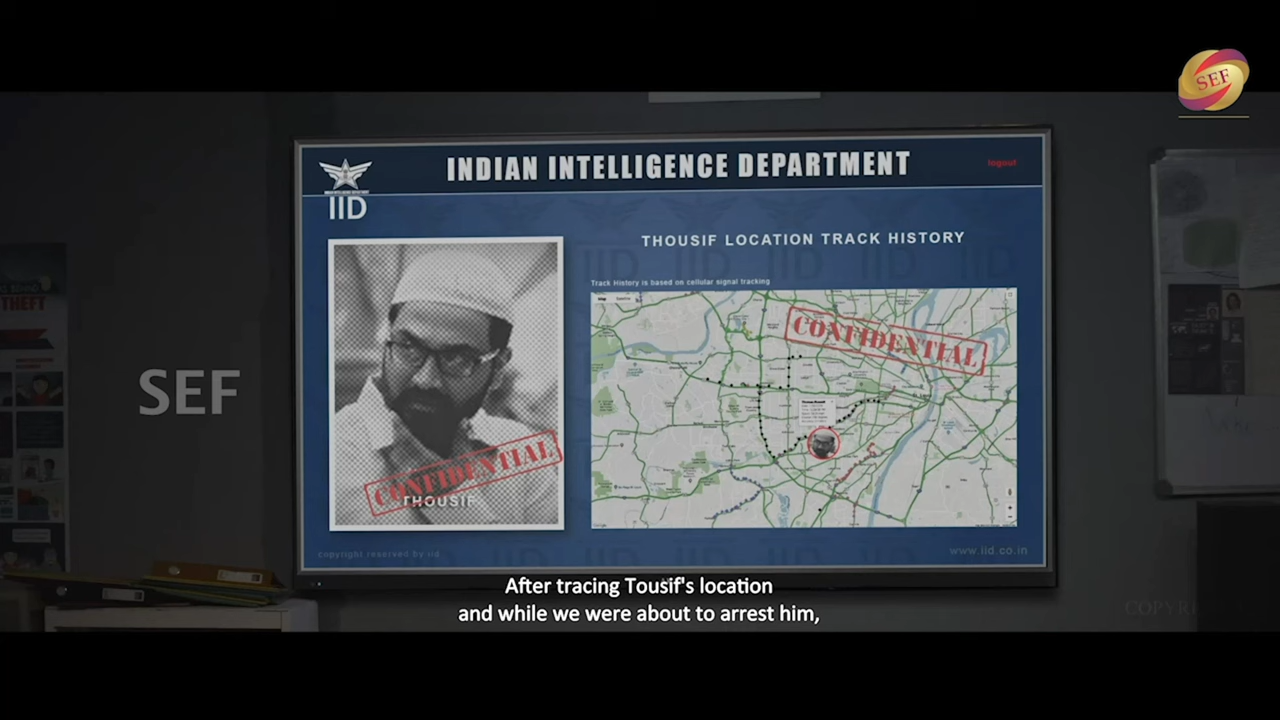 SEF
INDIAN INTELLIGENCE DEPARTMENT
logout
IID
THOUSIF LOCATION TRACK HISTORY
Track History is based on cellular signal tracking
CONFIDENTIAL
CONFIDENTIAL
THOUSIF
THEFT
SEF
copyright reserved by iid
www.iid.co.in
After tracing Tousif's location
and while we were about to arrest him,